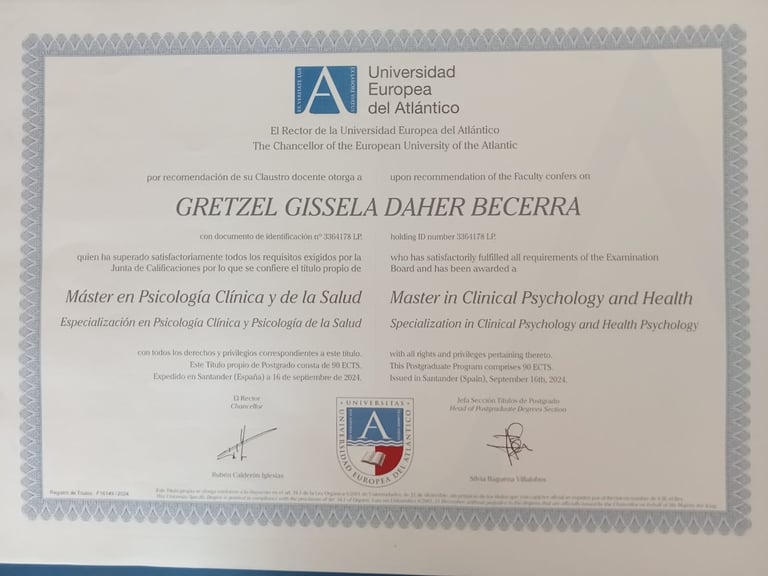 Universidad
Europea
del Atlántico
El Rector de la Universidad Europea del Atlántico
The Chancellor of the European University of the Atlantic
por recomendación de su Claustro docente otorga a
upon recommendation of the Faculty confers on
GRETZEL GISSELA DAHER BECERRA
con documento de identificación nº 3364178 LP.
holding ID number 3364178 LP.
quien ha superado satisfactoriamente todos los requisitos exigidos por la
Junta de Calificaciones por lo que se confiere el título propio de
who has satisfactorily fulfilled all requirements of the Examination
Board and has been awarded a
Máster en Psicología Clínica y de la Salud
Master in Clinical Psychology and Health
Especialización en Psicología Clínica y Psicología de la Salud
Specialization in Clinical Psychology and Health Psychology
con todos los derechos y privilegios correspondientes a este título.
Este Título propio de Postgrado consta de 90 ECTS.
Expedido en Santander (España) a 16 de septiembre de 2024.
with all rights and privileges pertaining thereto.
This Postgraduate Program comprises 90 ECTS.
Issued in Santander (Spain), September 16th, 2024.
El Rector
Chancellor
Rubén Calderón Iglesias
UNIVERSITAS
UNIVERSIDAD EUROPEA DEL ATLÁNTICO
Jefa Sección Títulos de Postgrado
Head of Postgraduate Degrees Section
Silvia Baguena Villalobos
Registro de Títulos